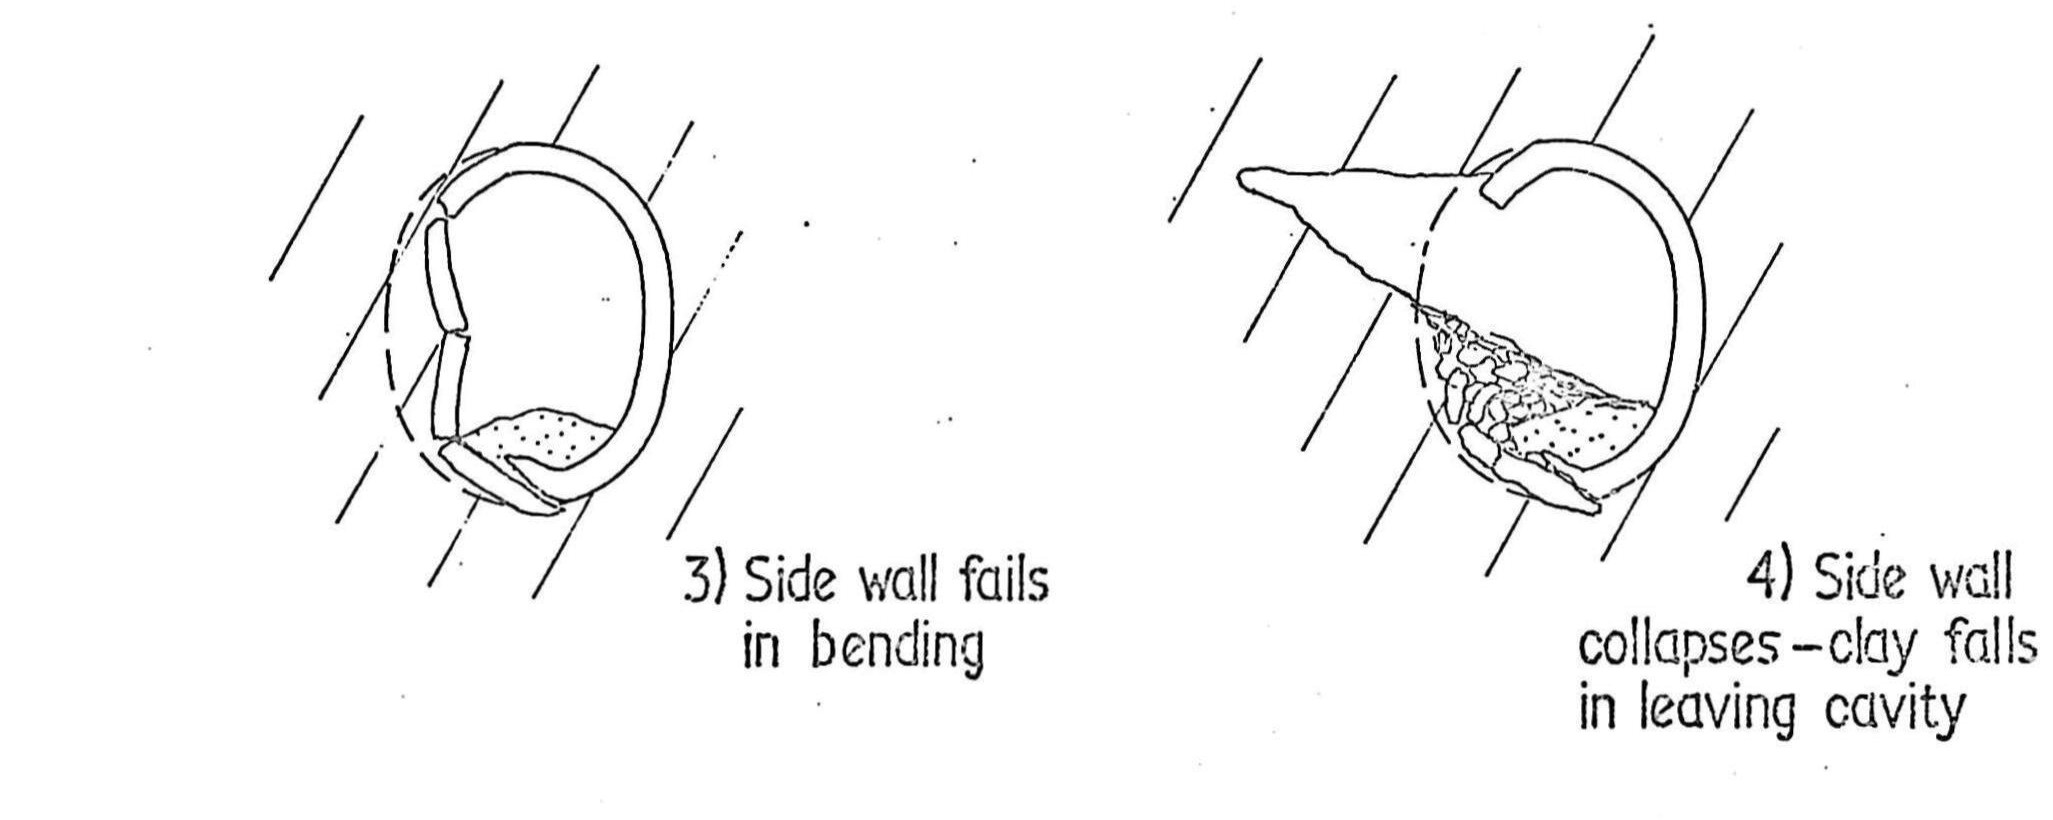 3) Side wall fails
in bending
4) Side wall
collapses – clay falls
in leaving cavity